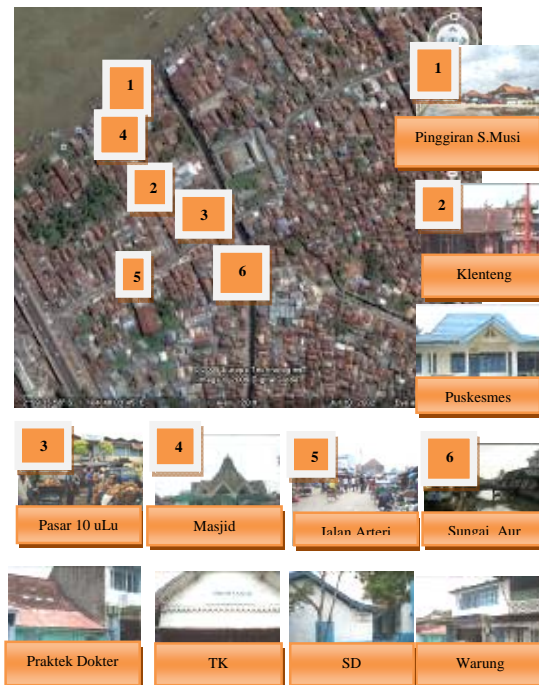 1
1
Pinggiran S.Musi
4
2
2
3
Klenteng
5
6
Puskesmes
3
4
5
6
Pasar 10 uLu
Masjid
Jalan Arteri
Sungai Aur
Praktek Dokter
TK
SD
Warung